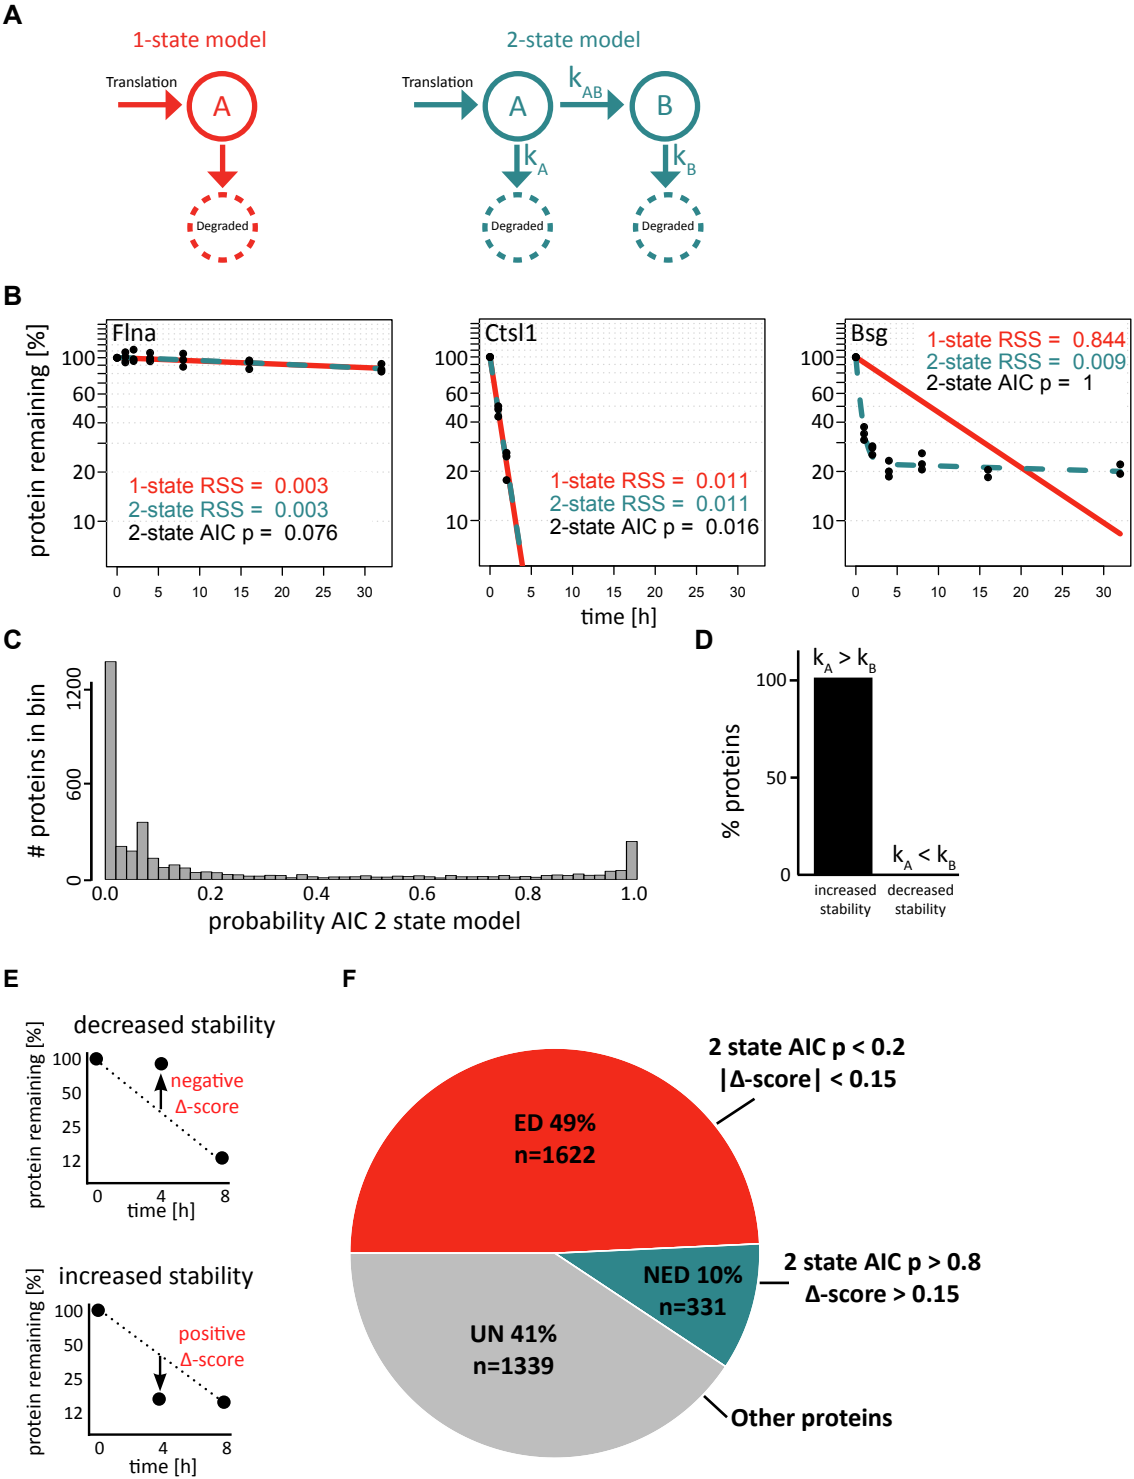 A
1-state model
2-state model
Translation
A
Degraded
Translation
A
k_AB
B
k_A
k_B
Degraded
Degraded
B
protein remaining [%]
Flna
100
60
40
20
10
1-state RSS = 0.003
2-state RSS = 0.003
2-state AIC p = 0.076
0 5 10 15 20 25 30
Ctsl1
100
60
40
20
10
1-state RSS = 0.011
2-state RSS = 0.011
2-state AIC p = 0.016
0 5 10 15 20 25 30
time [h]
Bsg
1-state RSS = 0.844
2-state RSS = 0.009
2-state AIC p = 1
100
60
40
20
10
0 5 10 15 20 25 30
C
# proteins in bin
1200
600
0
0.0 0.2 0.4 0.6 0.8 1.0
probability AIC 2 state model
D
% proteins
100
50
0
k_A > k_B
k_A < k_B
increased
stability
decreased
stability
E
decreased stability
protein remaining [%]
100
50
25
12
negative
Δ-score
0 4 8
time [h]
increased stability
protein remaining [%]
100
50
25
12
positive
Δ-score
0 4 8
time [h]
F
2 state AIC p < 0.2
|Δ-score| < 0.15
ED 49%
n=1622
2 state AIC p > 0.8
Δ-score > 0.15
NED 10%
n=331
UN 41%
n=1339
Other proteins